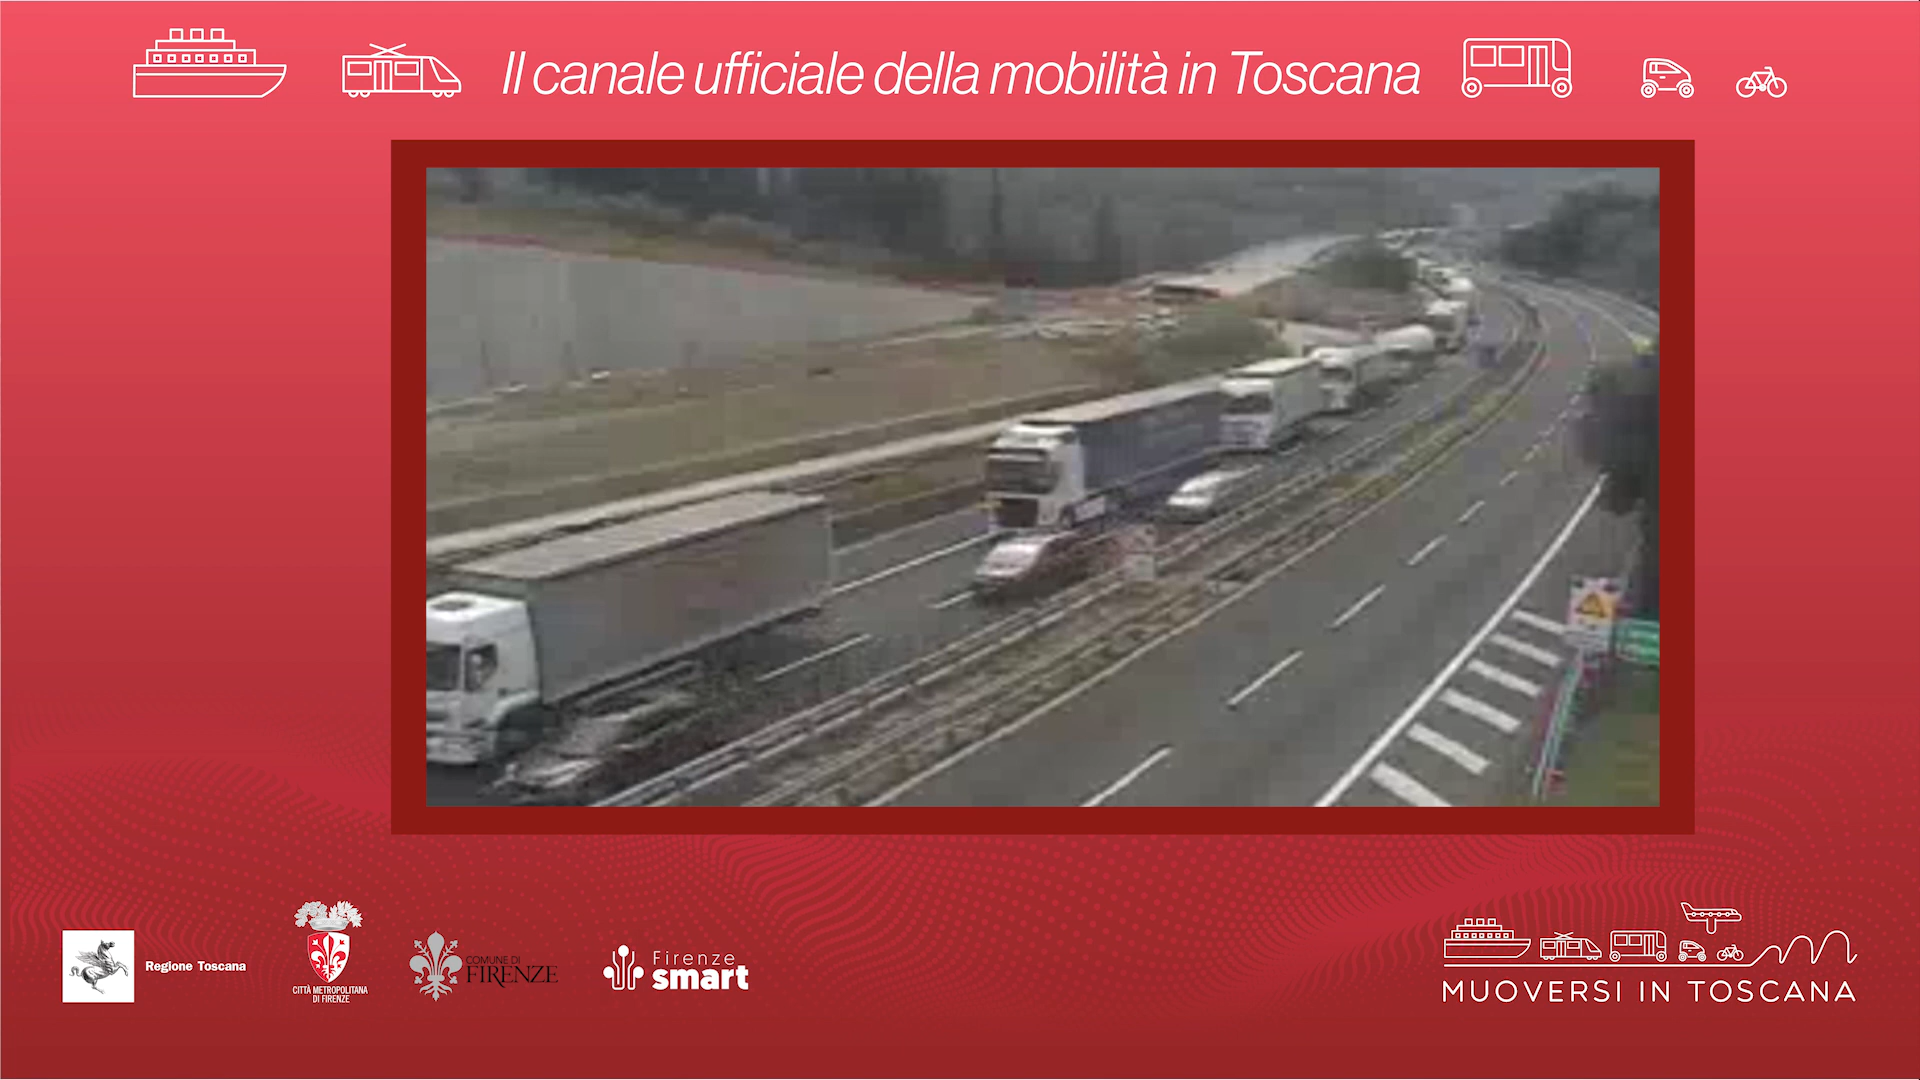 Il canale ufficiale della mobilità in Toscana
Regione Toscana
CITTÀ METROPOLITANA
DI FIRENZE
COMUNE DI
FIRENZE
Firenze
smart
MUOVERSI IN TOSCANA